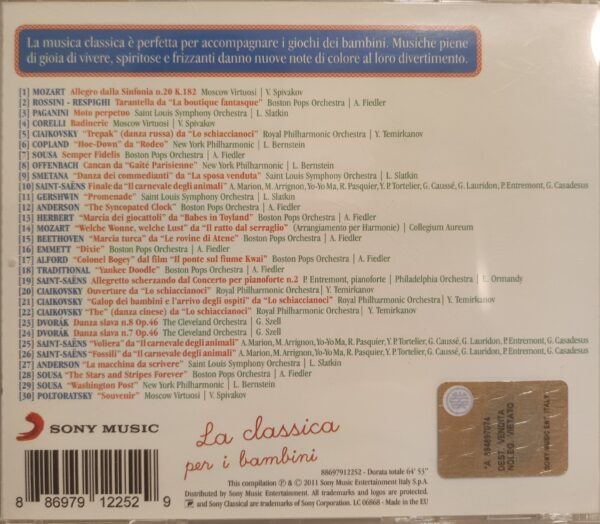 La musica classica è perfetta per accompagnare i giochi dei bambini. Musiche piene
di gioia di vivere, spiritose e frizzanti danno nuove note di colore al loro divertimento.
[1] MOZART Allegro dalla Sinfonia n.20 K.182 Moscow Virtuosi | V. Spivakov
[2] ROSSINI - RESPIGHI Tarantella da "La boutique fantasque" Boston Pops Orchestra | A. Fiedler
[3] PAGANINI Moto perpetuo Saint Louis Symphony Orchestra | L. Slatkin
[4] CORELLI Badinerie Moscow Virtuosi | V. Spivakov
[5] CIAIKOVSKY "Trepak" (danza russa) da "Lo schiaccianoci" Royal Philharmonic Orchestra | Y. Temirkanov
[6] COPLAND "Hoe-Down" da "Rodeo" New York Philharmonic | L. Bernstein
[7] SOUSA Semper Fidelis Boston Pops Orchestra | A. Fiedler
[8] OFFENBACH Cancan da "Gaîté Parisienne" New York Philharmonic | L. Bernstein
[9] SMETANA "Danza dei commedianti" da "La sposa venduta" Saint Louis Symphony Orchestra | L. Slatkin
[10] SAINT-SAËNS Finale da "Il carnevale degli animali" A. Marion, M. Arrignon, Yo-Yo Ma, R. Pasquier, Y. P. Tortelier, G. Caussé, G. Lauridon, P. Entremont, G. Casadesus
[11] GERSHWIN "Promenade" Saint Louis Symphony Orchestra | L. Slatkin
[12] ANDERSON "The Syncopated Clock" Boston Pops Orchestra | A. Fiedler
[13] HERBERT "Marcia dei giocattoli" da "Babes in Toyland" Boston Pops Orchestra | A. Fiedler
[14] MOZART "Welche Wonne, welche Lust" da "Il ratto dal serraglio" (Arrangiamento per Harmonie) | Collegium Aureum
[15] BEETHOVEN "Marcia turca" da "Le rovine di Atene" Boston Pops Orchestra | A. Fiedler
[16] EMMETT "Dixie" Boston Pops Orchestra | A. Fiedler
[17] ALFORD "Colonel Bogey" dal film "Il ponte sul fiume Kwai" Boston Pops Orchestra | A. Fiedler
[18] TRADITIONAL "Yankee Doodle" Boston Pops Orchestra | A. Fiedler
[19] SAINT-SAËNS Allegretto scherzando dal Concerto per pianoforte n.2 P. Entremont, pianoforte | Philadelphia Orchestra | E. Ormandy
[20] CIAIKOVSKY Ouverture da "Lo schiaccianoci" Royal Philharmonic Orchestra | Y. Temirkanov
[21] CIAIKOVSKY "Galop dei bambini e l'arrivo degli ospiti" da "Lo schiaccianoci" Royal Philharmonic Orchestra | Y. Temirkanov
[22] CIAIKOVSKY "The" (danza cinese) da "Lo schiaccianoci" Royal Philharmonic Orchestra | Y. Temirkanov
[23] DVOŘÁK Danza slava n.8 Op.46 The Cleveland Orchestra | G. Szell
[24] DVOŘÁK Danza slava n.7 Op.46 The Cleveland Orchestra | G. Szell
[25] SAINT-SAËNS "Voliera" da "Il carnevale degli animali" A. Marion, M. Arrignon, Yo-Yo Ma, R. Pasquier, Y. P. Tortelier, G. Caussé, G. Lauridon, P. Entremont, G. Casadesus
[26] SAINT-SAËNS "Fossili" da "Il carnevale degli animali" A. Marion, M. Arrignon, Yo-Yo Ma, R. Pasquier, Y. P. Tortelier, G. Caussé, G. Lauridon, P. Entremont, G. Casadesus
[27] ANDERSON "La macchina da scrivere" Saint Louis Symphony Orchestra | L. Slatkin
[28] SOUSA "The Stars and Stripes Forever" Boston Pops Orchestra | A. Fiedler
[29] SOUSA "Washington Post" New York Philharmonic | L. Bernstein
[30] POLTORATSKY "Souvenir" Moscow Virtuosi | V. Spivakov
SONY MUSIC
La classica
per i bambini
8 86979 12252 9
88697912252 - Durata totale 64' 53"
This compilation Ⓟ & © 2011 Sony Music Entertainment Italy S.p.A.
Distributed by Sony Music Entertainment. All trademarks and logos are protected.
and Sony Classical are trademarks of Sony Corporation. LC 06868 - Made in the EU
DEST. VENDITA
NOLEG. VIETATO
SONY MUSIC ENT. ITALY